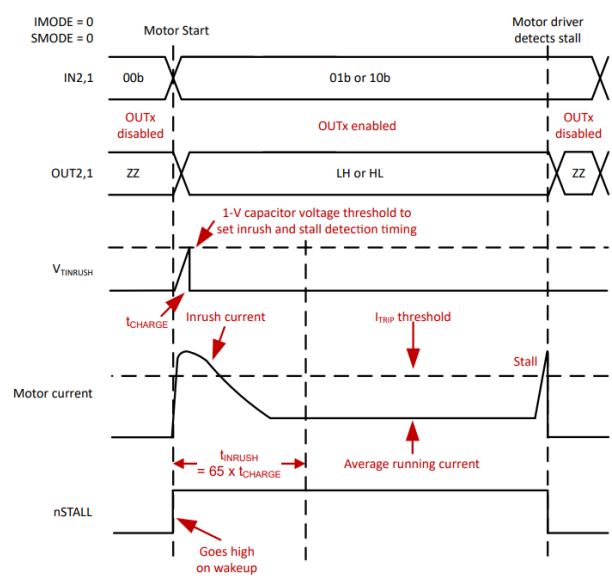 IMODE = 0
SMODE = 0
Motor Start
Motor driver
detects stall
IN2,1
00b
01b or 10b
OUTx
disabled
OUTx enabled
OUTx
disabled
OUT2,1
ZZ
LH or HL
ZZ
1-V capacitor voltage threshold to
set inrush and stall detection timing
VTINRUSH
tCHARGE
Inrush current
ITRIP threshold
Stall
Motor current
tINRUSH
= 65 x tCHARGE
Average running current
nSTALL
Goes high
on wakeup